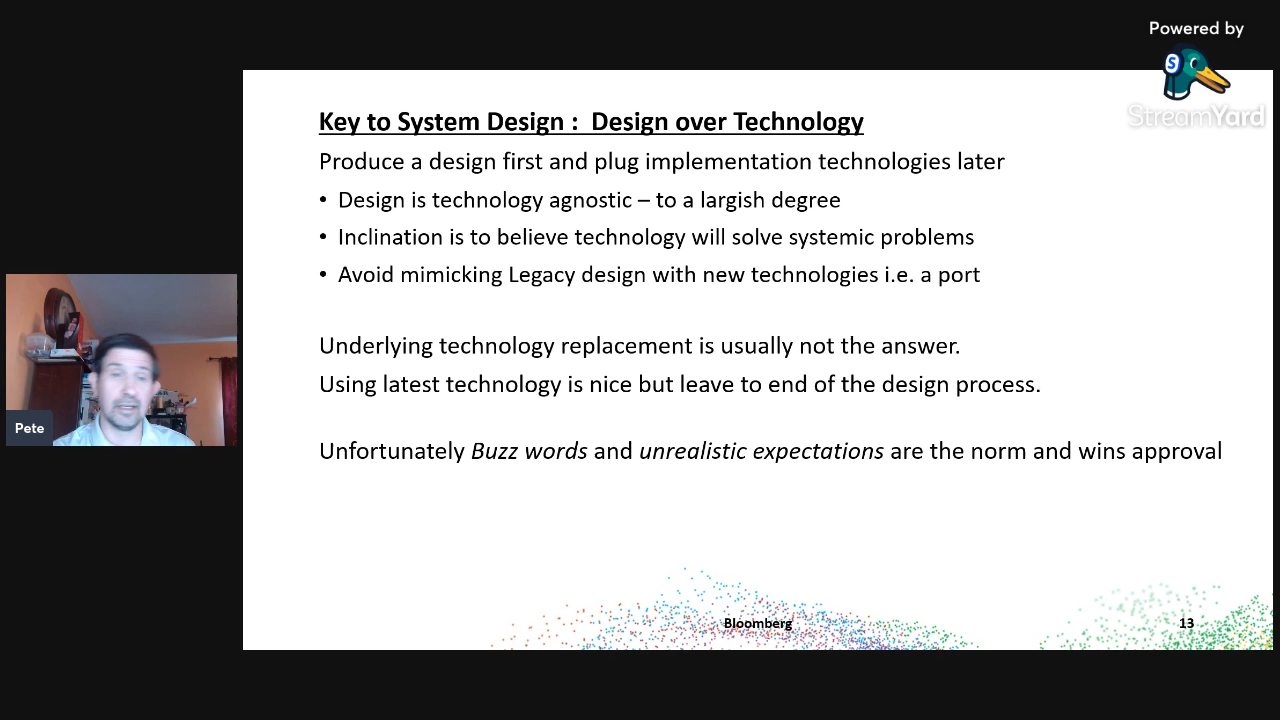 Powered by
StreamYard
Key to System Design :  Design over Technology
Produce a design first and plug implementation technologies later
• Design is technology agnostic – to a largish degree
• Inclination is to believe technology will solve systemic problems
• Avoid mimicking Legacy design with new technologies i.e. a port
Underlying technology replacement is usually not the answer.
Using latest technology is nice but leave to end of the design process.
Unfortunately Buzz words and unrealistic expectations are the norm and wins approval
Pete
Bloomberg
13